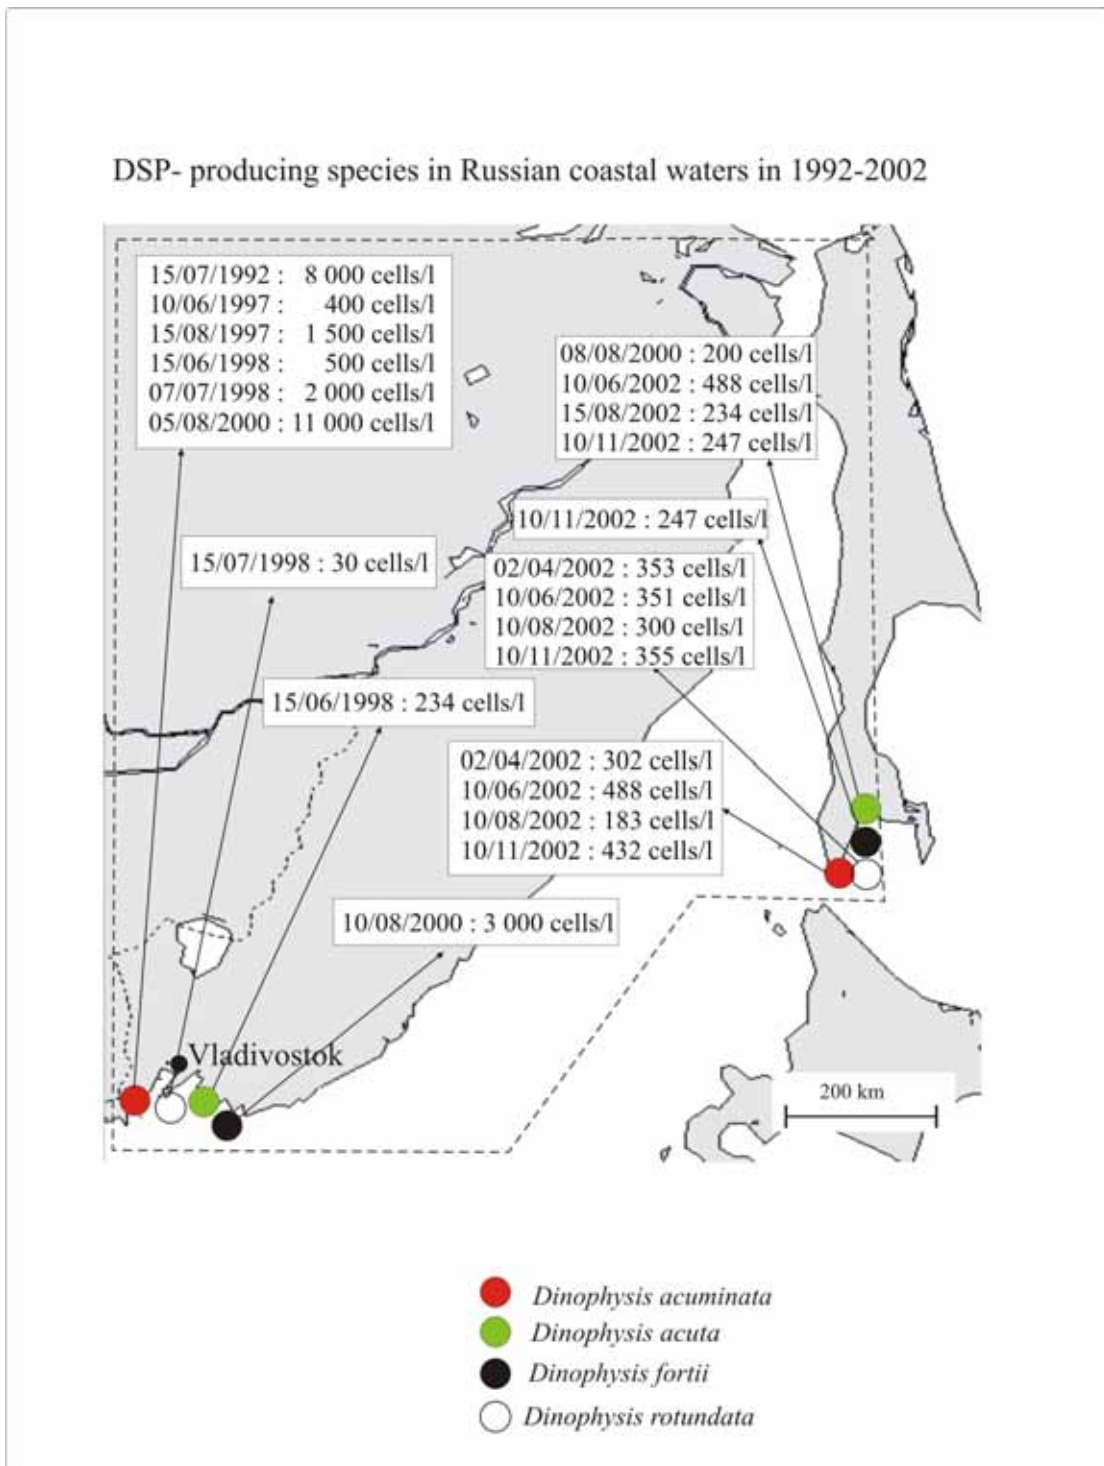 DSP- producing species in Russian coastal waters in 1992-2002
15/07/1992 : 8 000 cells/l
10/06/1997 : 400 cells/l
15/08/1997 : 1 500 cells/l
15/06/1998 : 500 cells/l
07/07/1998 : 2 000 cells/l
05/08/2000 : 11 000 cells/l
08/08/2000 : 200 cells/l
10/06/2002 : 488 cells/l
15/08/2002 : 234 cells/l
10/11/2002 : 247 cells/l
10/11/2002 : 247 cells/l
15/07/1998 : 30 cells/l
02/04/2002 : 353 cells/l
10/06/2002 : 351 cells/l
10/08/2002 : 300 cells/l
10/11/2002 : 355 cells/l
15/06/1998 : 234 cells/l
02/04/2002 : 302 cells/l
10/06/2002 : 488 cells/l
10/08/2002 : 183 cells/l
10/11/2002 : 432 cells/l
10/08/2000 : 3 000 cells/l
Vladivostok
200 km
Dinophysis acuminata
Dinophysis acuta
Dinophysis fortii
Dinophysis rotundata